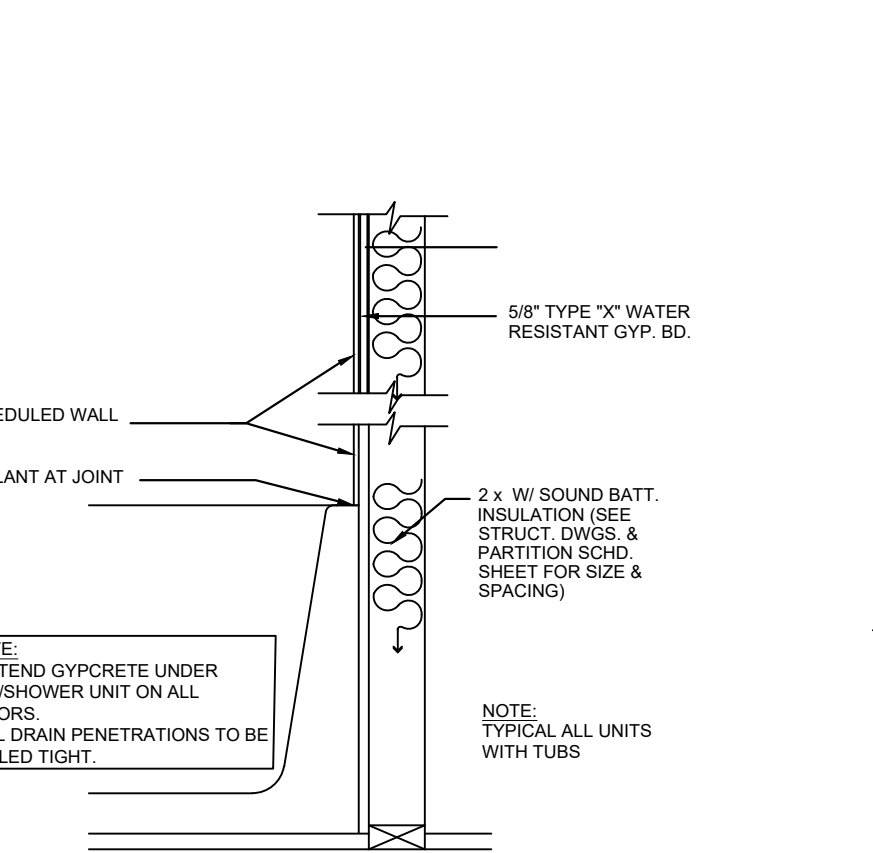 5/8" TYPE "X" WATER
RESISTANT GYP. BD.
EDULED WALL
LANT AT JOINT
2 x  W/ SOUND BATT.
INSULATION (SEE
STRUCT. DWGS. &
PARTITION SCHD.
SHEET FOR SIZE &
SPACING)
TE:
TEND GYPCRETE UNDER
/SHOWER UNIT ON ALL
ORS.
L DRAIN PENETRATIONS TO BE
LED TIGHT.
NOTE:
TYPICAL ALL UNITS
WITH TUBS